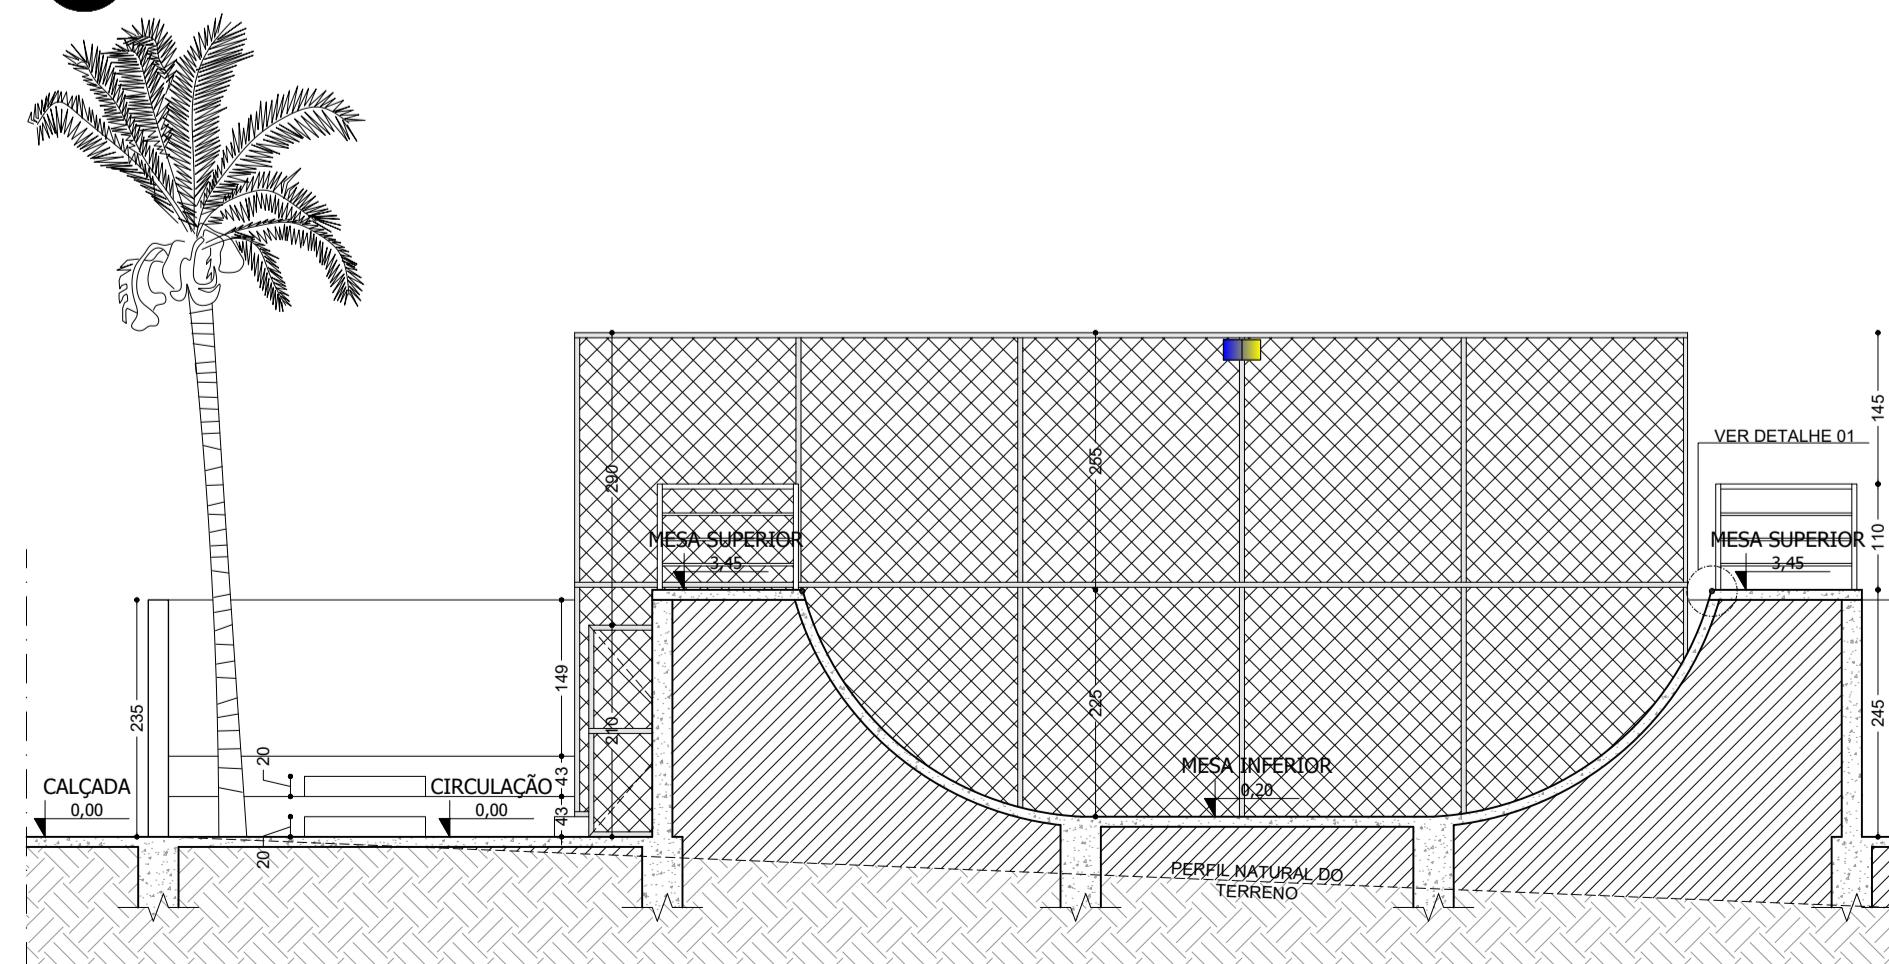 145
VER DETALHE 01
255
290
110
MESA SUPERIOR
3,45
MESA SUPERIOR
3,45
149
225
235
210
245
20
43
MESA INFERIOR
0,20
CALÇADA
0,00
CIRCULAÇÃO
0,00
43
20
PERFIL NATURAL DO
TERRENO